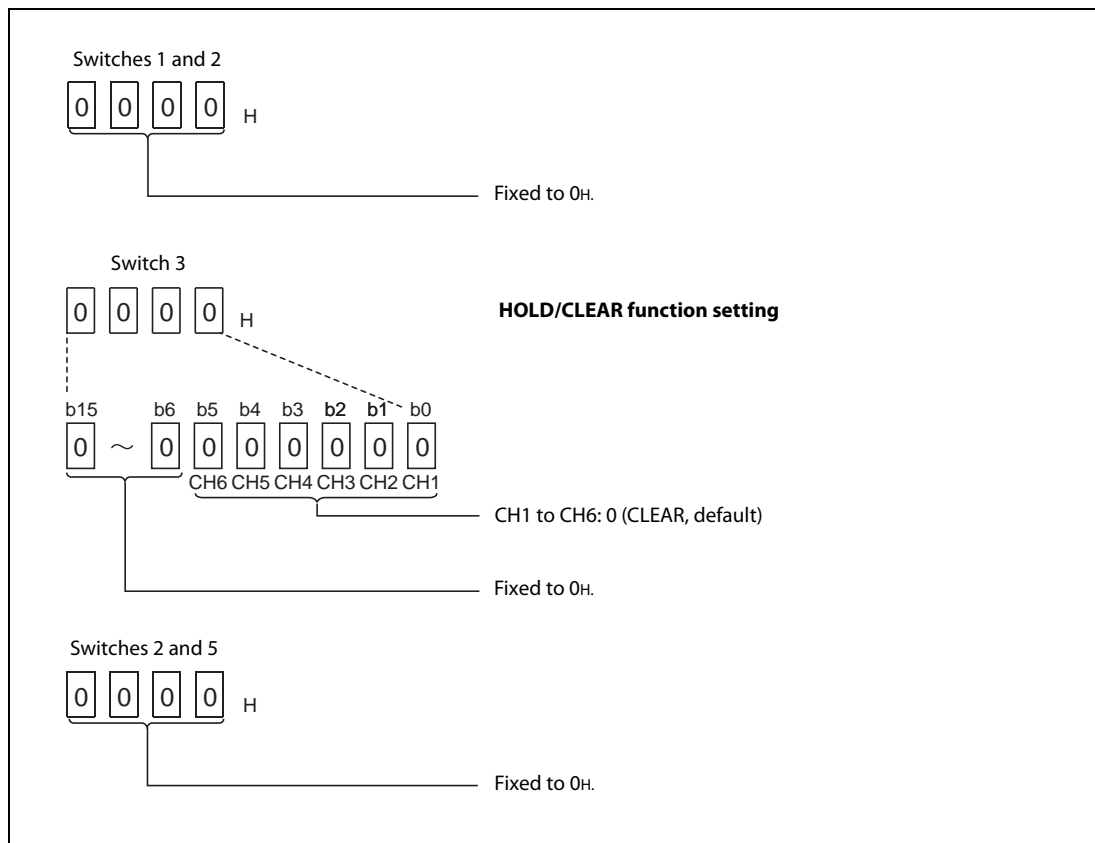 Switches 1 and 2
0 0 0 0 H
Fixed to 0H.
Switch 3
0 0 0 0 H
HOLD/CLEAR function setting
b15 b6 b5 b4 b3 b2 b1 b0
0 ~ 0 0 0 0 0 0 0
CH6 CH5 CH4 CH3 CH2 CH1
CH1 to CH6: 0 (CLEAR, default)
Fixed to 0H.
Switches 2 and 5
0 0 0 0 H
Fixed to 0H.